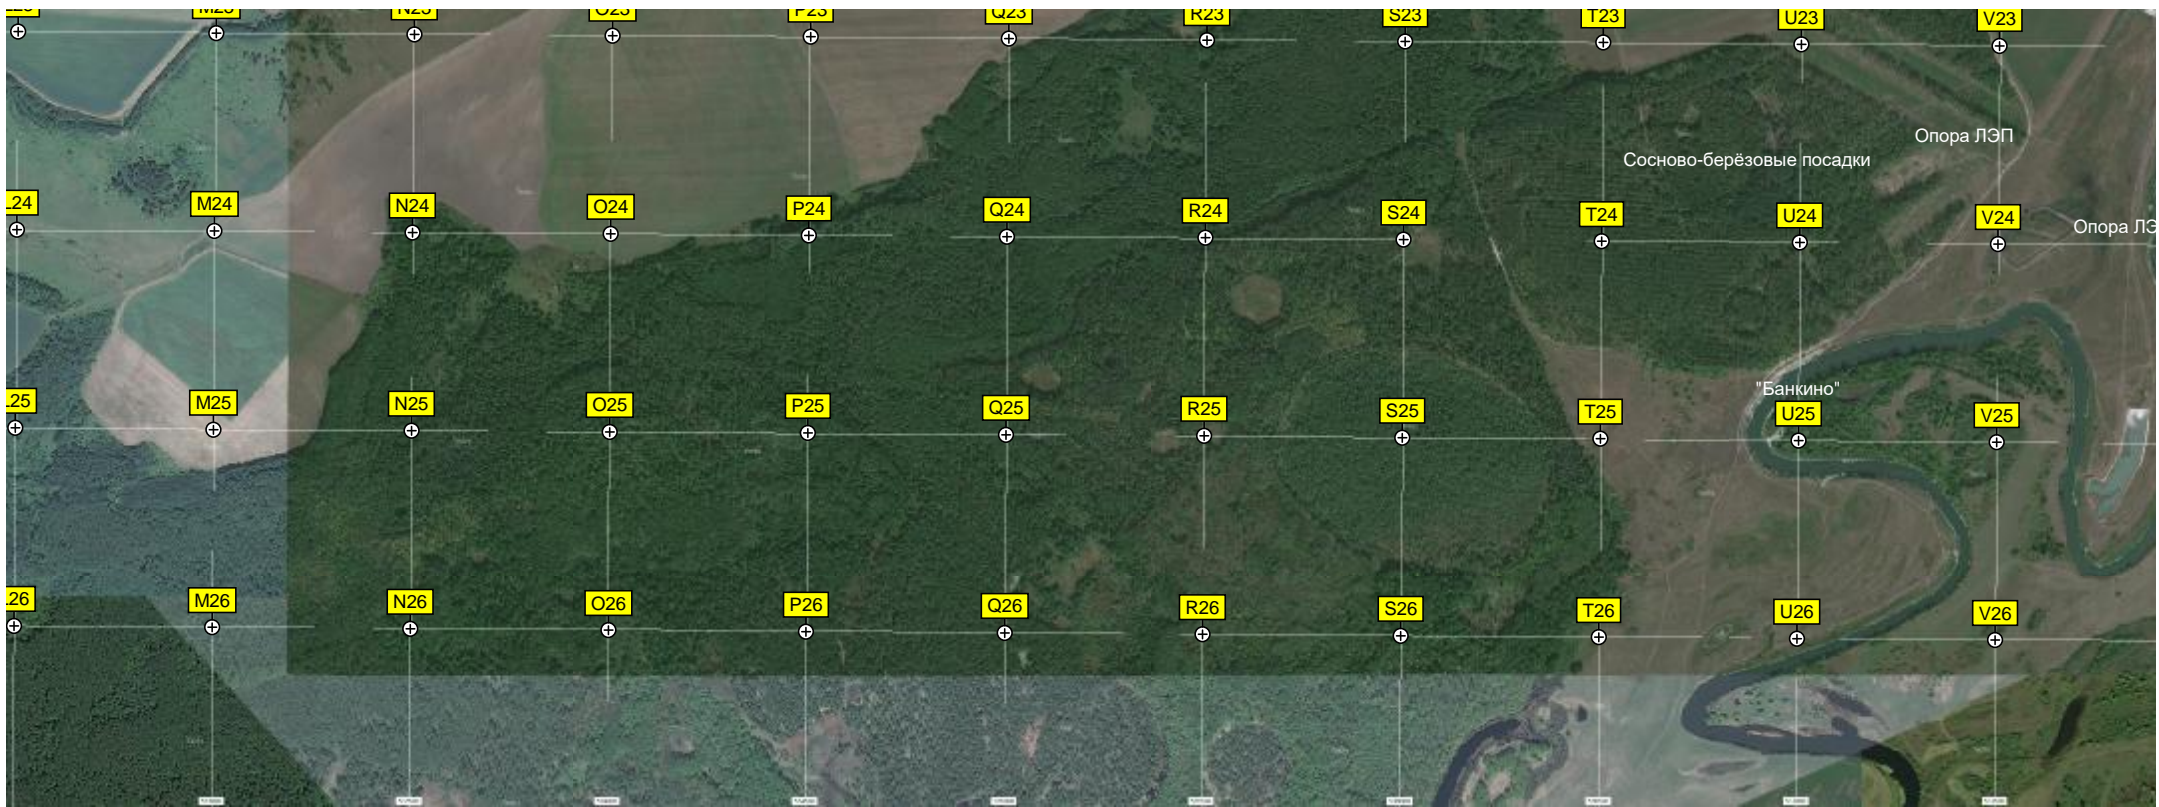 L23 M23 N23 O23 P23 Q23 R23 S23 T23 U23 V23
Опора ЛЭП
Сосново-берёзовые посадки
L24 M24 N24 O24 P24 Q24 R24 S24 T24 U24 V24
Опора ЛЭ
"Банкино"
L25 M25 N25 O25 P25 Q25 R25 S25 T25 U25 V25
L26 M26 N26 O26 P26 Q26 R26 S26 T26 U26 V26